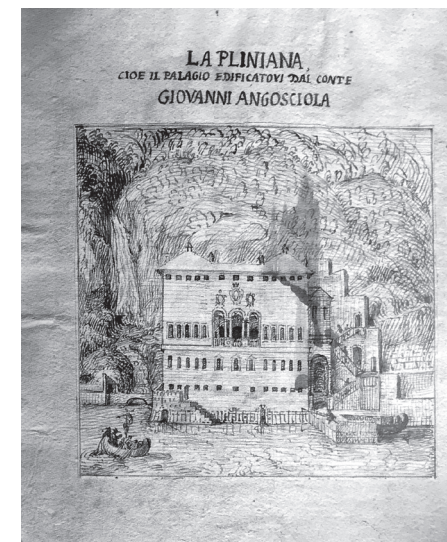 LA PLINIANA,
CIOE IL PALAGIO EDIFICATOVI DAL CONTE
GIOVANNI ANGOSCIOLA